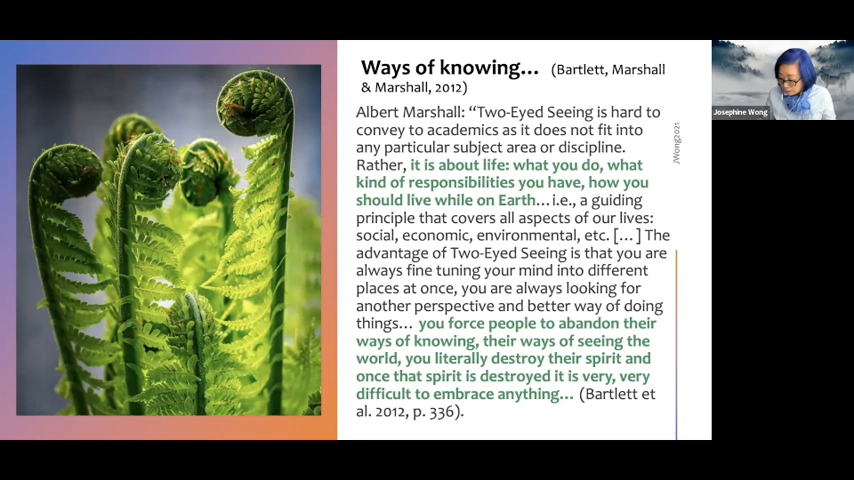 Ways of knowing... (Bartlett, Marshall
& Marshall, 2012)
Albert Marshall: “Two-Eyed Seeing is hard to
convey to academics as it does not fit into
any particular subject area or discipline.
Rather, it is about life: what you do, what
kind of responsibilities you have, how you
should live while on Earth...i.e., a guiding
principle that covers all aspects of our lives:
social, economic, environmental, etc. [...] The
advantage of Two-Eyed Seeing is that you are
always fine tuning your mind into different
places at once, you are always looking for
another perspective and better way of doing
things... you force people to abandon their
ways of knowing, their ways of seeing the
world, you literally destroy their spirit and
once that spirit is destroyed it is very, very
difficult to embrace anything... (Bartlett et
al. 2012, p. 336).
JWong2021
Josephine Wong